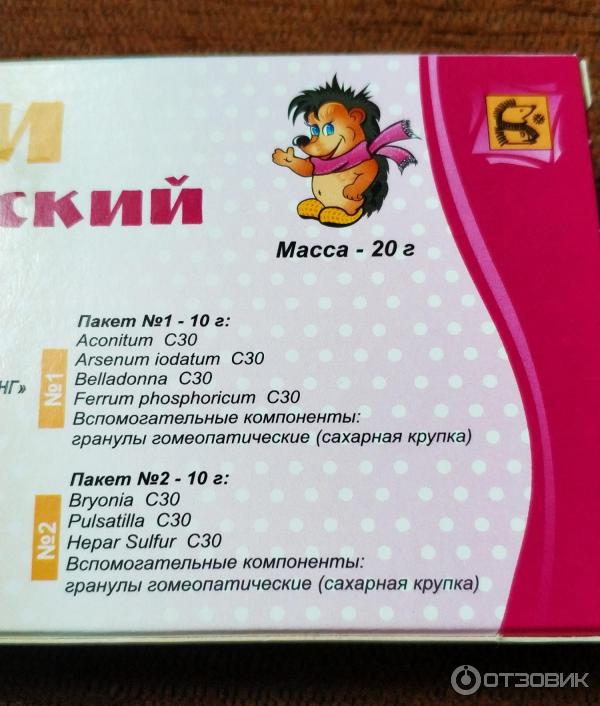 И
ский
Масса - 20 г
Пакет №1 - 10 г:
Aconitum C30
Arsenum iodatum C30
Belladonna C30
Ferrum phosphoricum C30
Вспомогательные компоненты:
гранулы гомеопатические (сахарная крупка)
№1
НГ»
Пакет №2 - 10 г:
Bryonia C30
Pulsatilla C30
Hepar Sulfur C30
Вспомогательные компоненты:
гранулы гомеопатические (сахарная крупка)
№2
ОТЗОВИК